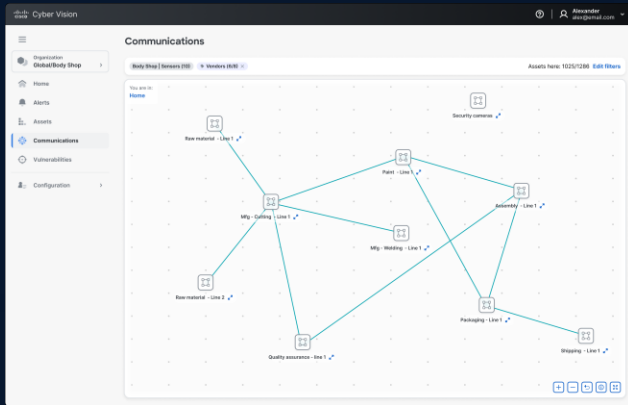 cisco Cyber Vision
Alexander
alex@email.com
Organization
Global/Body Shop
Home
Alerts
Assets
Communications
Vulnerabilities
Configuration
Communications
Body Shop | Sensors (10)
Vendors (6/8)
Assets here: 1025/1286 Edit filters
You are in:
Home
Security cameras
Raw material - Line 1
Paint - Line 1
Assembly - Line 1
Mfg - Cutting - Line 1
Mfg - Welding - Line 1
Raw material - Line 2
Packaging - Line 1
Quality assurance - line 1
Shipping - Line 1